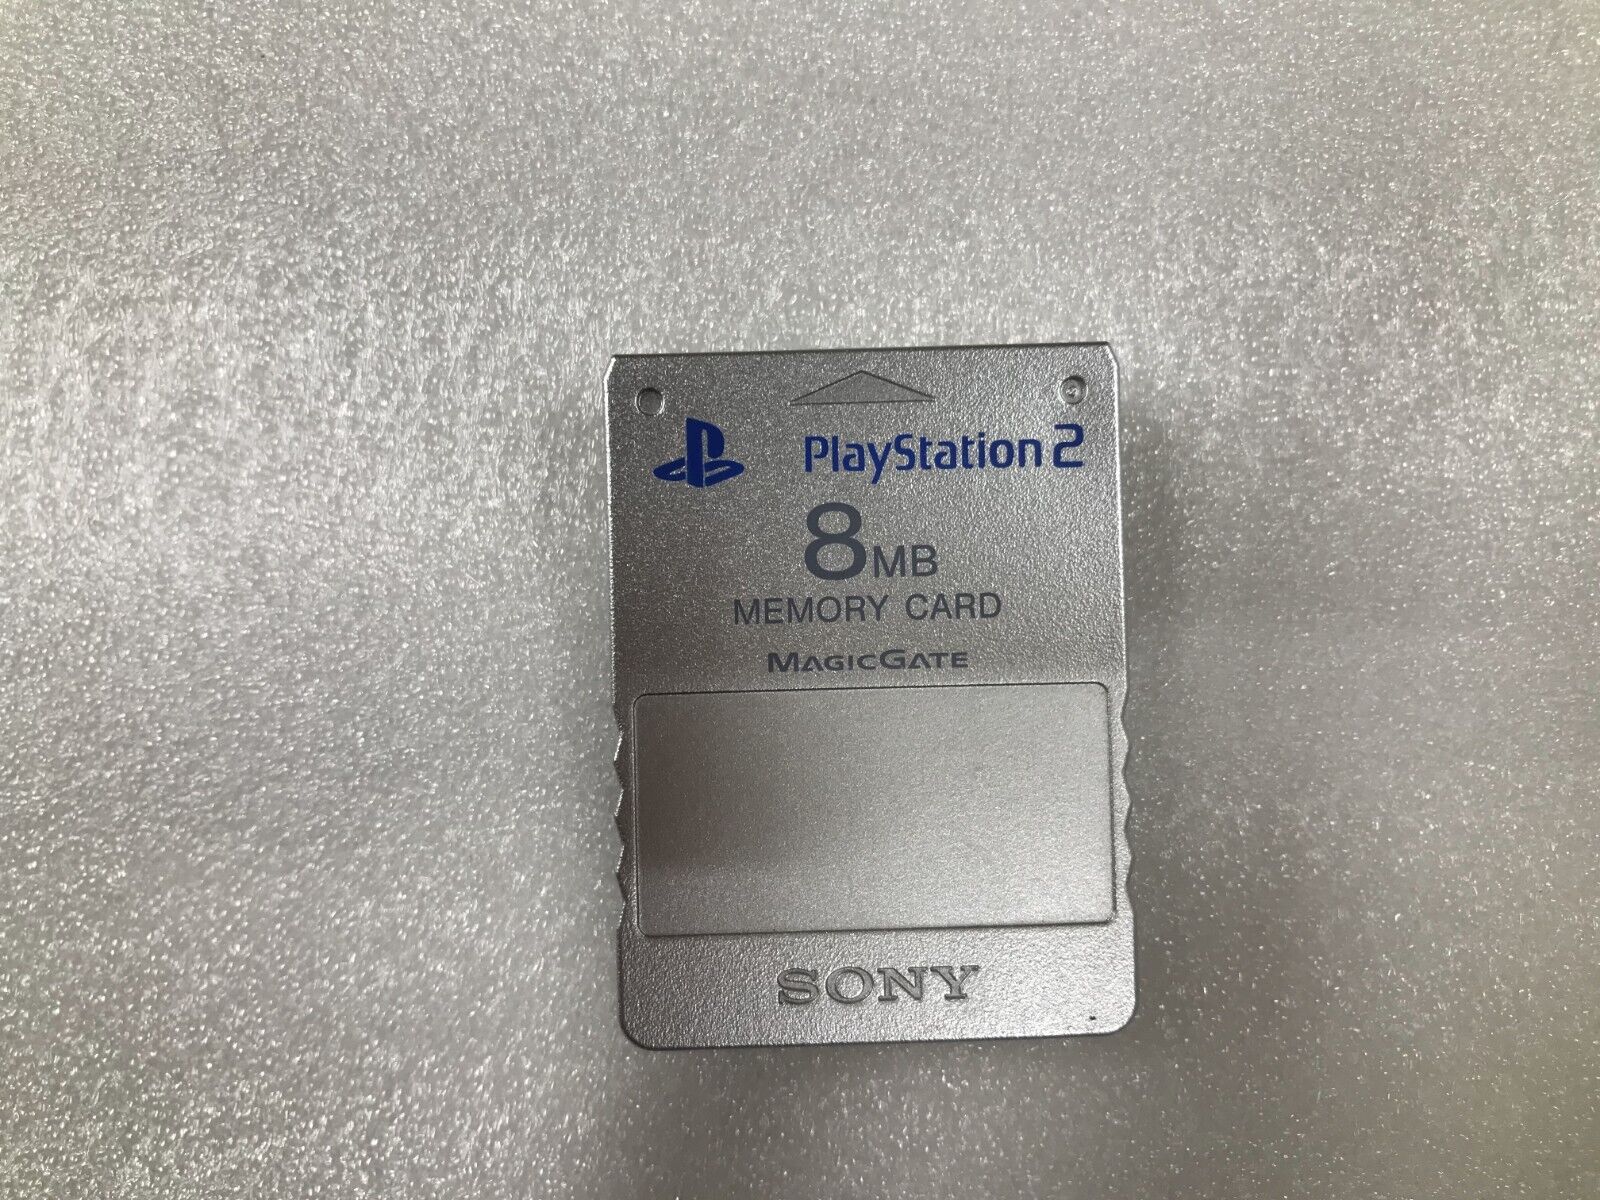 PlayStation 2
8MB
MEMORY CARD
MAGICGATE
SONY